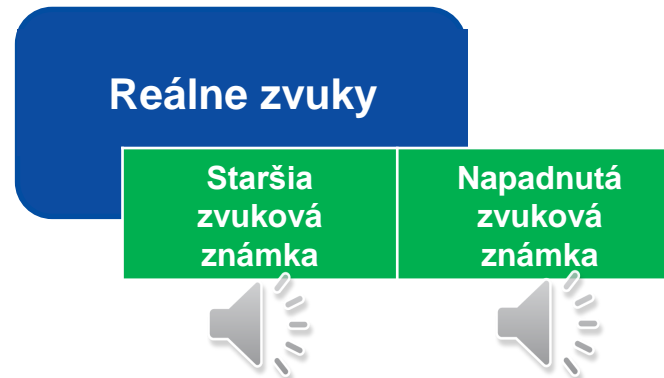 Reálne zvuky
Staršia
zvuková
známka
Napadnutá
zvuková
známka